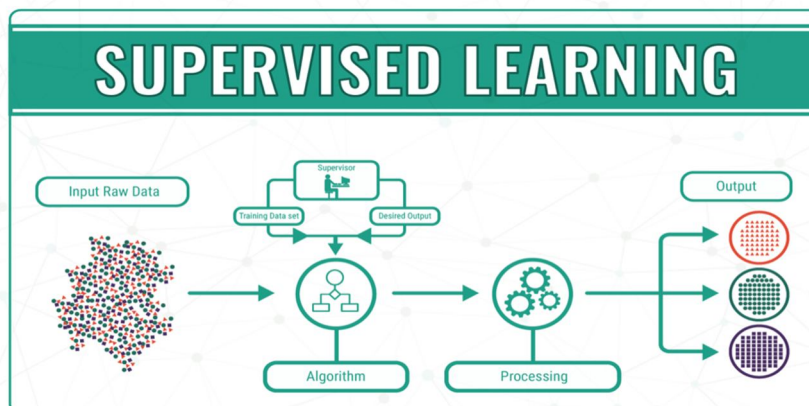 SUPERVISED LEARNING
Input Raw Data
Supervisor
Training Data set
Desired Output
Algorithm
Processing
Output